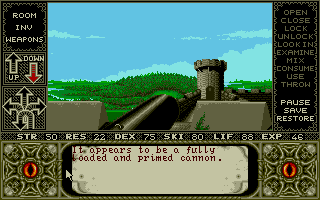 ROOM
INV
WEAPONS
UP
DOWN
OPEN
CLOSE
LOCK
UNLOCK
LOOK IN
EXAMINE
MIX
CONSUME
USE
THROW
PAUSE
SAVE
RESTORE
STR 50 RES 22 DEX 75 SKI 80 LIF 88 EXP 46
It appears to be a fully
loaded and primed cannon.